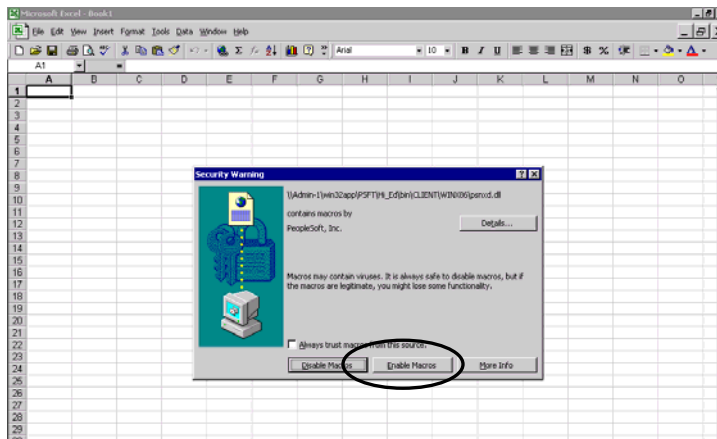 Microsoft Excel - Book1
File Edit View Insert Format Tools Data Window Help
Arial 10 B I U $ %
A1 =
A B C D E F G H I J K L M N O
1
2
3
4
5
6
7
8
9
10
11
12
13
14
15
16
17
18
19
20
21
22
23
24
25
26
27
28
29
Security Warning
\\Admin-1\win32app\PSFT\Hi_Ed\bin\CLIENT\WINX86\psnvd.dll
contains macros by
PeopleSoft, Inc.
Details...
Macros may contain viruses. It is always safe to disable macros, but if
the macros are legitimate, you might lose some functionality.
Always trust macros from this source.
Disable Macros Enable Macros More Info